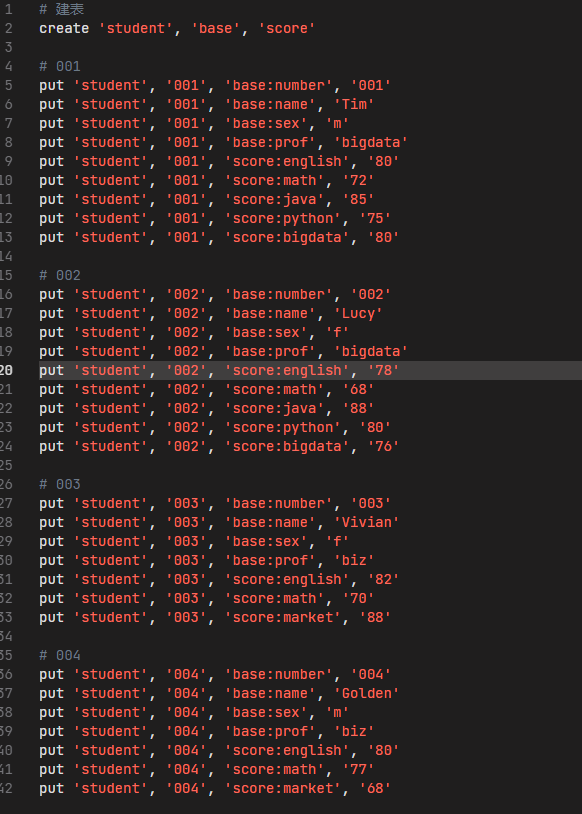 1 # 建表
2 create 'student', 'base', 'score'
3
4 # 001
5 put 'student', '001', 'base:number', '001'
6 put 'student', '001', 'base:name', 'Tim'
7 put 'student', '001', 'base:sex', 'm'
8 put 'student', '001', 'base:prof', 'bigdata'
9 put 'student', '001', 'score:english', '80'
10 put 'student', '001', 'score:math', '72'
11 put 'student', '001', 'score:java', '85'
12 put 'student', '001', 'score:python', '75'
13 put 'student', '001', 'score:bigdata', '80'
14
15 # 002
16 put 'student', '002', 'base:number', '002'
17 put 'student', '002', 'base:name', 'Lucy'
18 put 'student', '002', 'base:sex', 'f'
19 put 'student', '002', 'base:prof', 'bigdata'
20 put 'student', '002', 'score:english', '78'
21 put 'student', '002', 'score:math', '68'
22 put 'student', '002', 'score:java', '88'
23 put 'student', '002', 'score:python', '80'
24 put 'student', '002', 'score:bigdata', '76'
25
26 # 003
27 put 'student', '003', 'base:number', '003'
28 put 'student', '003', 'base:name', 'Vivian'
29 put 'student', '003', 'base:sex', 'f'
30 put 'student', '003', 'base:prof', 'biz'
31 put 'student', '003', 'score:english', '82'
32 put 'student', '003', 'score:math', '70'
33 put 'student', '003', 'score:market', '88'
34
35 # 004
36 put 'student', '004', 'base:number', '004'
37 put 'student', '004', 'base:name', 'Golden'
38 put 'student', '004', 'base:sex', 'm'
39 put 'student', '004', 'base:prof', 'biz'
40 put 'student', '004', 'score:english', '80'
41 put 'student', '004', 'score:math', '77'
42 put 'student', '004', 'score:market', '68'